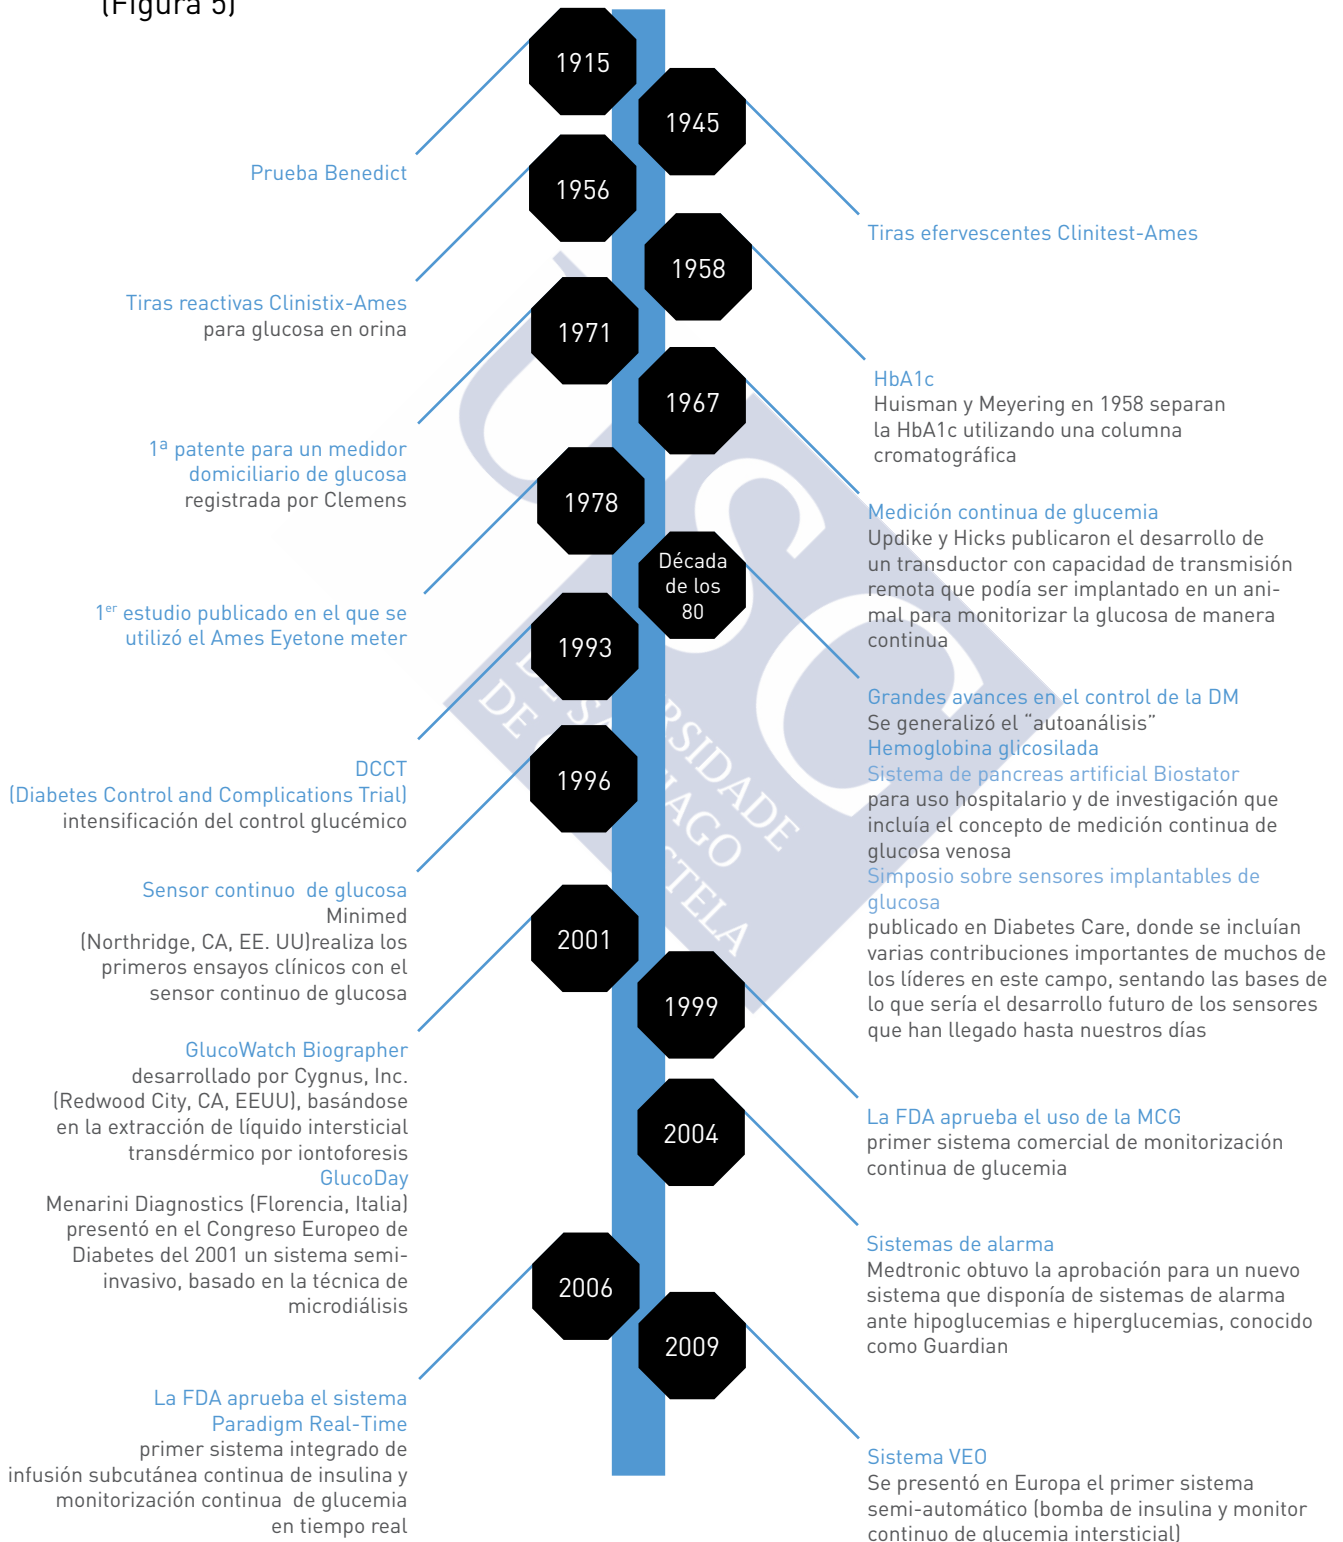 (Figura 5)
1915
Prueba Benedict
1945
Tiras efervescentes Clinitest-Ames
1956
Tiras reactivas Clinistix-Ames
para glucosa en orina
1958
HbA1c
Huisman y Meyering en 1958 separan
la HbA1c utilizando una columna
cromatográfica
1971
1ª patente para un medidor
domiciliario de glucosa
registrada por Clemens
1967
Medición continua de glucemia
Updike y Hicks publicaron el desarrollo de
un transductor con capacidad de transmisión
remota que podía ser implantado en un ani-
mal para monitorizar la glucosa de manera
continua
1978
1er estudio publicado en el que se
utilizó el Ames Eyetone meter
Década
de los
80
Grandes avances en el control de la DM
Se generalizó el “autoanálisis”
Hemoglobina glicosilada
Sistema de pancreas artificial Biostator
para uso hospitalario y de investigación que
incluía el concepto de medición continua de
glucosa venosa
Simposio sobre sensores implantables de
glucosa
publicado en Diabetes Care, donde se incluían
varias contribuciones importantes de muchos de
los líderes en este campo, sentando las bases de
lo que sería el desarrollo futuro de los sensores
que han llegado hasta nuestros días
1993
DCCT
(Diabetes Control and Complications Trial)
intensificación del control glucémico
1996
Sensor continuo de glucosa
Minimed
(Northridge, CA, EE. UU)realiza los
primeros ensayos clínicos con el
sensor continuo de glucosa
2001
GlucoWatch Biographer
desarrollado por Cygnus, Inc.
(Redwood City, CA, EEUU), basándose
en la extracción de líquido intersticial
transdérmico por iontoforesis
GlucoDay
Menarini Diagnostics (Florencia, Italia)
presentó en el Congreso Europeo de
Diabetes del 2001 un sistema semi-
invasivo, basado en la técnica de
microdiálisis
1999
La FDA aprueba el uso de la MCG
primer sistema comercial de monitorización
continua de glucemia
2004
Sistemas de alarma
Medtronic obtuvo la aprobación para un nuevo
sistema que disponía de sistemas de alarma
ante hipoglucemias e hiperglucemias, conocido
como Guardian
2006
La FDA aprueba el sistema
Paradigm Real-Time
primer sistema integrado de
infusión subcutánea continua de insulina y
monitorización continua de glucemia
en tiempo real
2009
Sistema VEO
Se presentó en Europa el primer sistema
semi-automático (bomba de insulina y monitor
continuo de glucemia intersticial)
USC